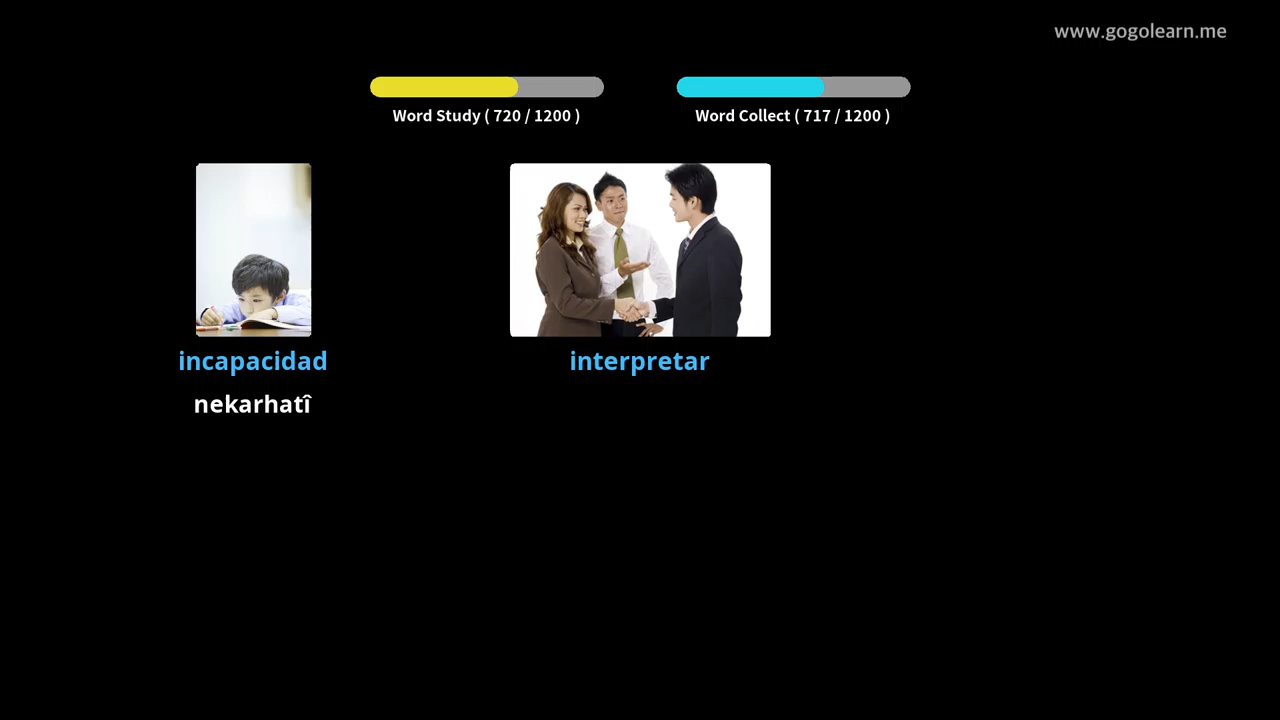 www.gogolearn.me
Word Study ( 720 / 1200 )
Word Collect ( 717 / 1200 )
incapacidad
interpretar
nekarhatî